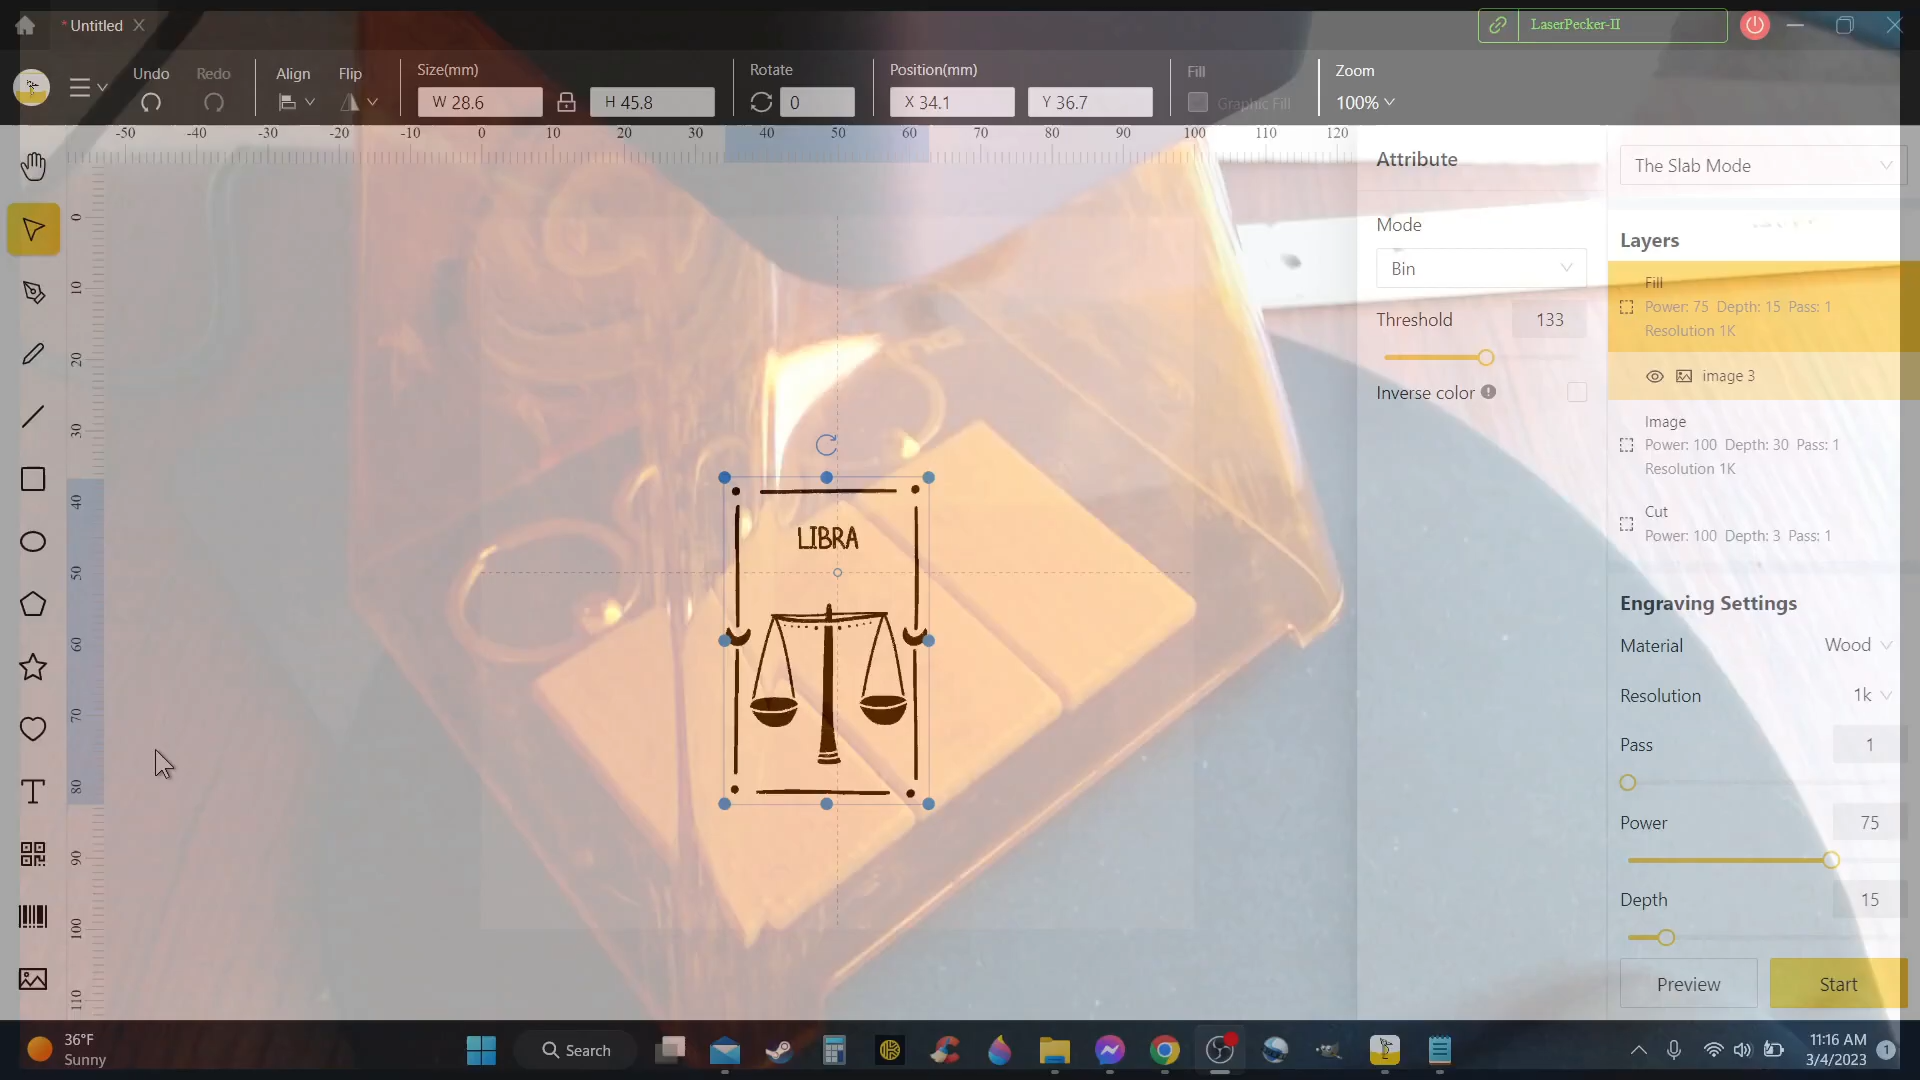 * Untitled
LaserPecker-II
Undo
Redo
Align
Flip
Size(mm)
W 28.6
H 45.8
Rotate
0
Position(mm)
X 34.1
Y 36.7
Fill
Graphic Fill
Zoom
100%
-50 -40 -30 -20 -10 0 10 20 30 40 50 60 70 80 90 100 110 120
0
10
20
30
40
50
60
70
80
90
100
110
LIBRA
Attribute
Mode
Bin
Threshold
133
Inverse color
The Slab Mode
Layers
Fill
Power: 75 Depth: 15 Pass: 1
Resolution 1K
image 3
Image
Power: 100 Depth: 30 Pass: 1
Resolution 1K
Cut
Power: 100 Depth: 3 Pass: 1
Engraving Settings
Material
Wood
Resolution
1k
Pass
1
Power
75
Depth
15
Preview
Start
36°F
Sunny
Search
11:16 AM
3/4/2023
1